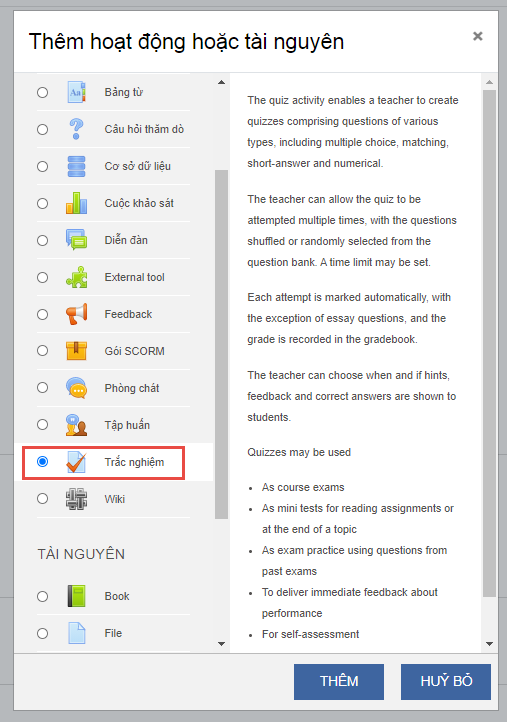 Thêm hoạt động hoặc tài nguyên
×
Bảng từ
Câu hỏi thăm dò
Cơ sở dữ liệu
Cuộc khảo sát
Diễn đàn
External tool
Feedback
Gói SCORM
Phòng chát
Tập huấn
Trắc nghiệm
Wiki
TÀI NGUYÊN
Book
File
The quiz activity enables a teacher to create
quizzes comprising questions of various
types, including multiple choice, matching,
short-answer and numerical.
The teacher can allow the quiz to be
attempted multiple times, with the questions
shuffled or randomly selected from the
question bank. A time limit may be set.
Each attempt is marked automatically, with
the exception of essay questions, and the
grade is recorded in the gradebook.
The teacher can choose when and if hints,
feedback and correct answers are shown to
students.
Quizzes may be used
• As course exams
• As mini tests for reading assignments or
at the end of a topic
• As exam practice using questions from
past exams
• To deliver immediate feedback about
performance
• For self-assessment
THÊM
HUỶ BỎ